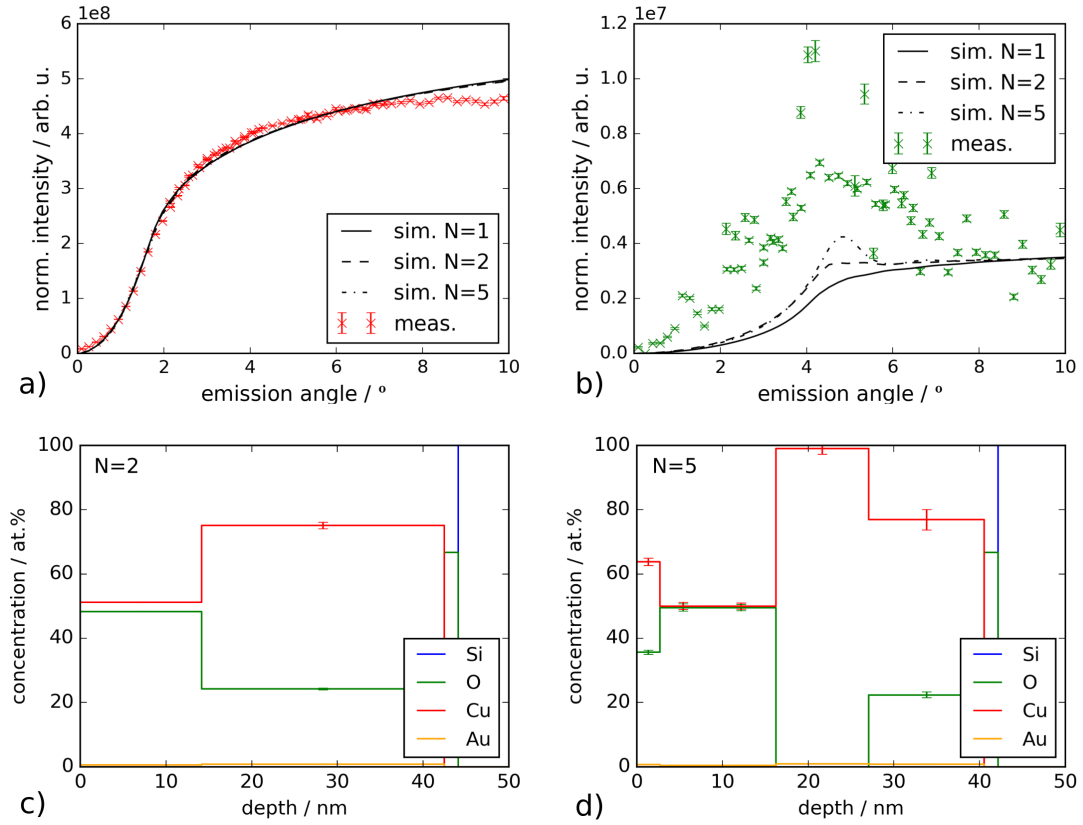 1e8
6
5
4
3
2
1
0
norm. intensity / arb. u.
sim. N=1
sim. N=2
sim. N=5
meas.
0 2 4 6 8 10
emission angle / °
a)
1e7
1.2
1.0
0.8
0.6
0.4
0.2
0.0
norm. intensity / arb. u.
sim. N=1
sim. N=2
sim. N=5
meas.
0 2 4 6 8 10
emission angle / °
b)
100
80
60
40
20
0
concentration / at.%
N=2
Si
O
Cu
Au
0 10 20 30 40 50
depth / nm
c)
100
80
60
40
20
0
concentration / at.%
N=5
Si
O
Cu
Au
0 10 20 30 40 50
depth / nm
d)